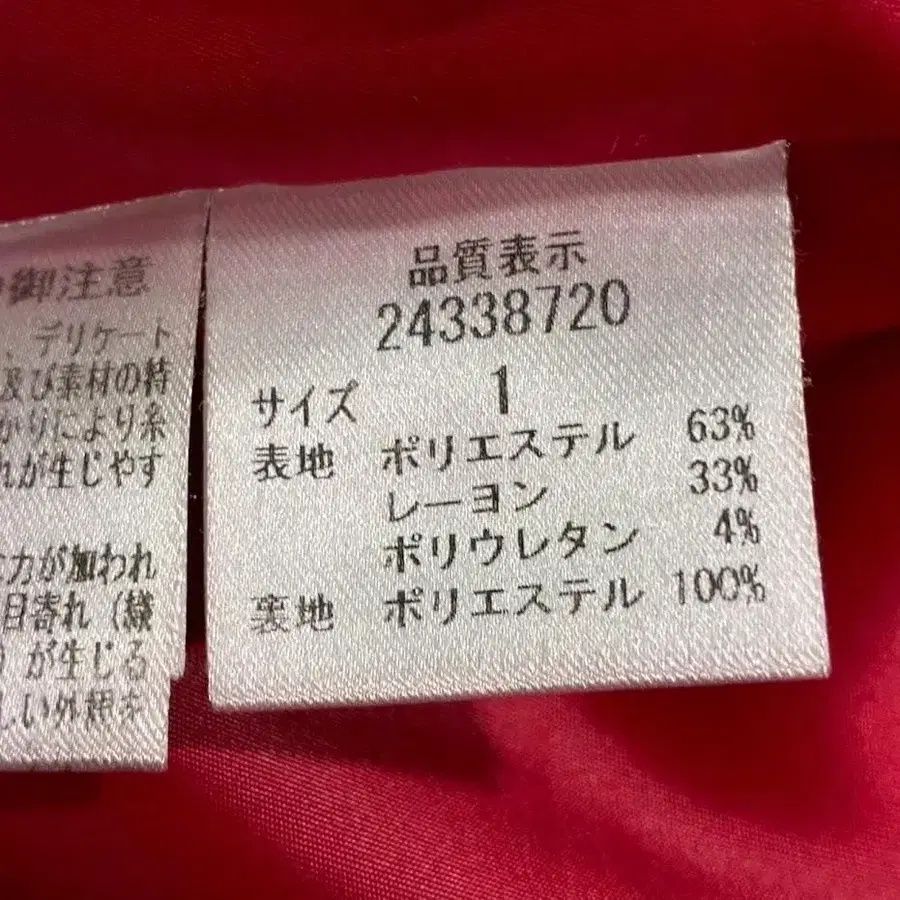 御注意
、デリケート
及び素材の特
がりにより糸
れが生じやす
力が加われ
目寄れ（縫
）が生じる
しい外観を
品質表示
24338720
サイズ 1
表地 ポリエステル 63%
レーヨン 33%
ポリウレタン 4%
裏地 ポリエステル 100%